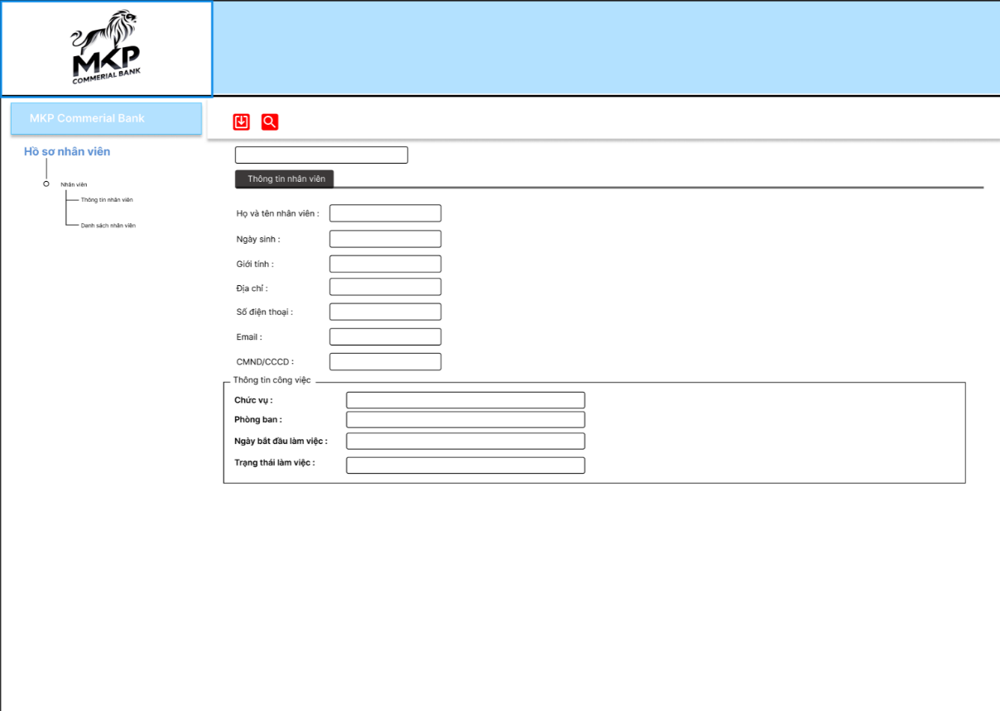 MKP
COMMERIAL BANK
MKP Commerial Bank
Hồ sơ nhân viên
Nhân viên
Thông tin nhân viên
Danh sách nhân viên
Thông tin nhân viên
Họ và tên nhân viên :
Ngày sinh :
Giới tính :
Địa chỉ :
Số điện thoại :
Email :
CMND/CCCD :
Thông tin công việc
Chức vụ :
Phòng ban :
Ngày bắt đầu làm việc :
Trạng thái làm việc :